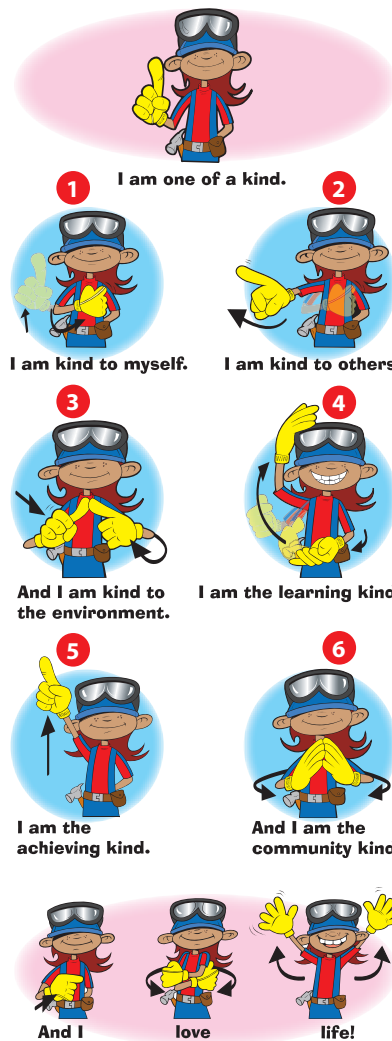 I am one of a kind.
1
I am kind to myself.
2
I am kind to others
3
And I am kind to
the environment.
4
I am the learning kind
5
I am the
achieving kind.
6
And I am the
community kind
And I
love
life!